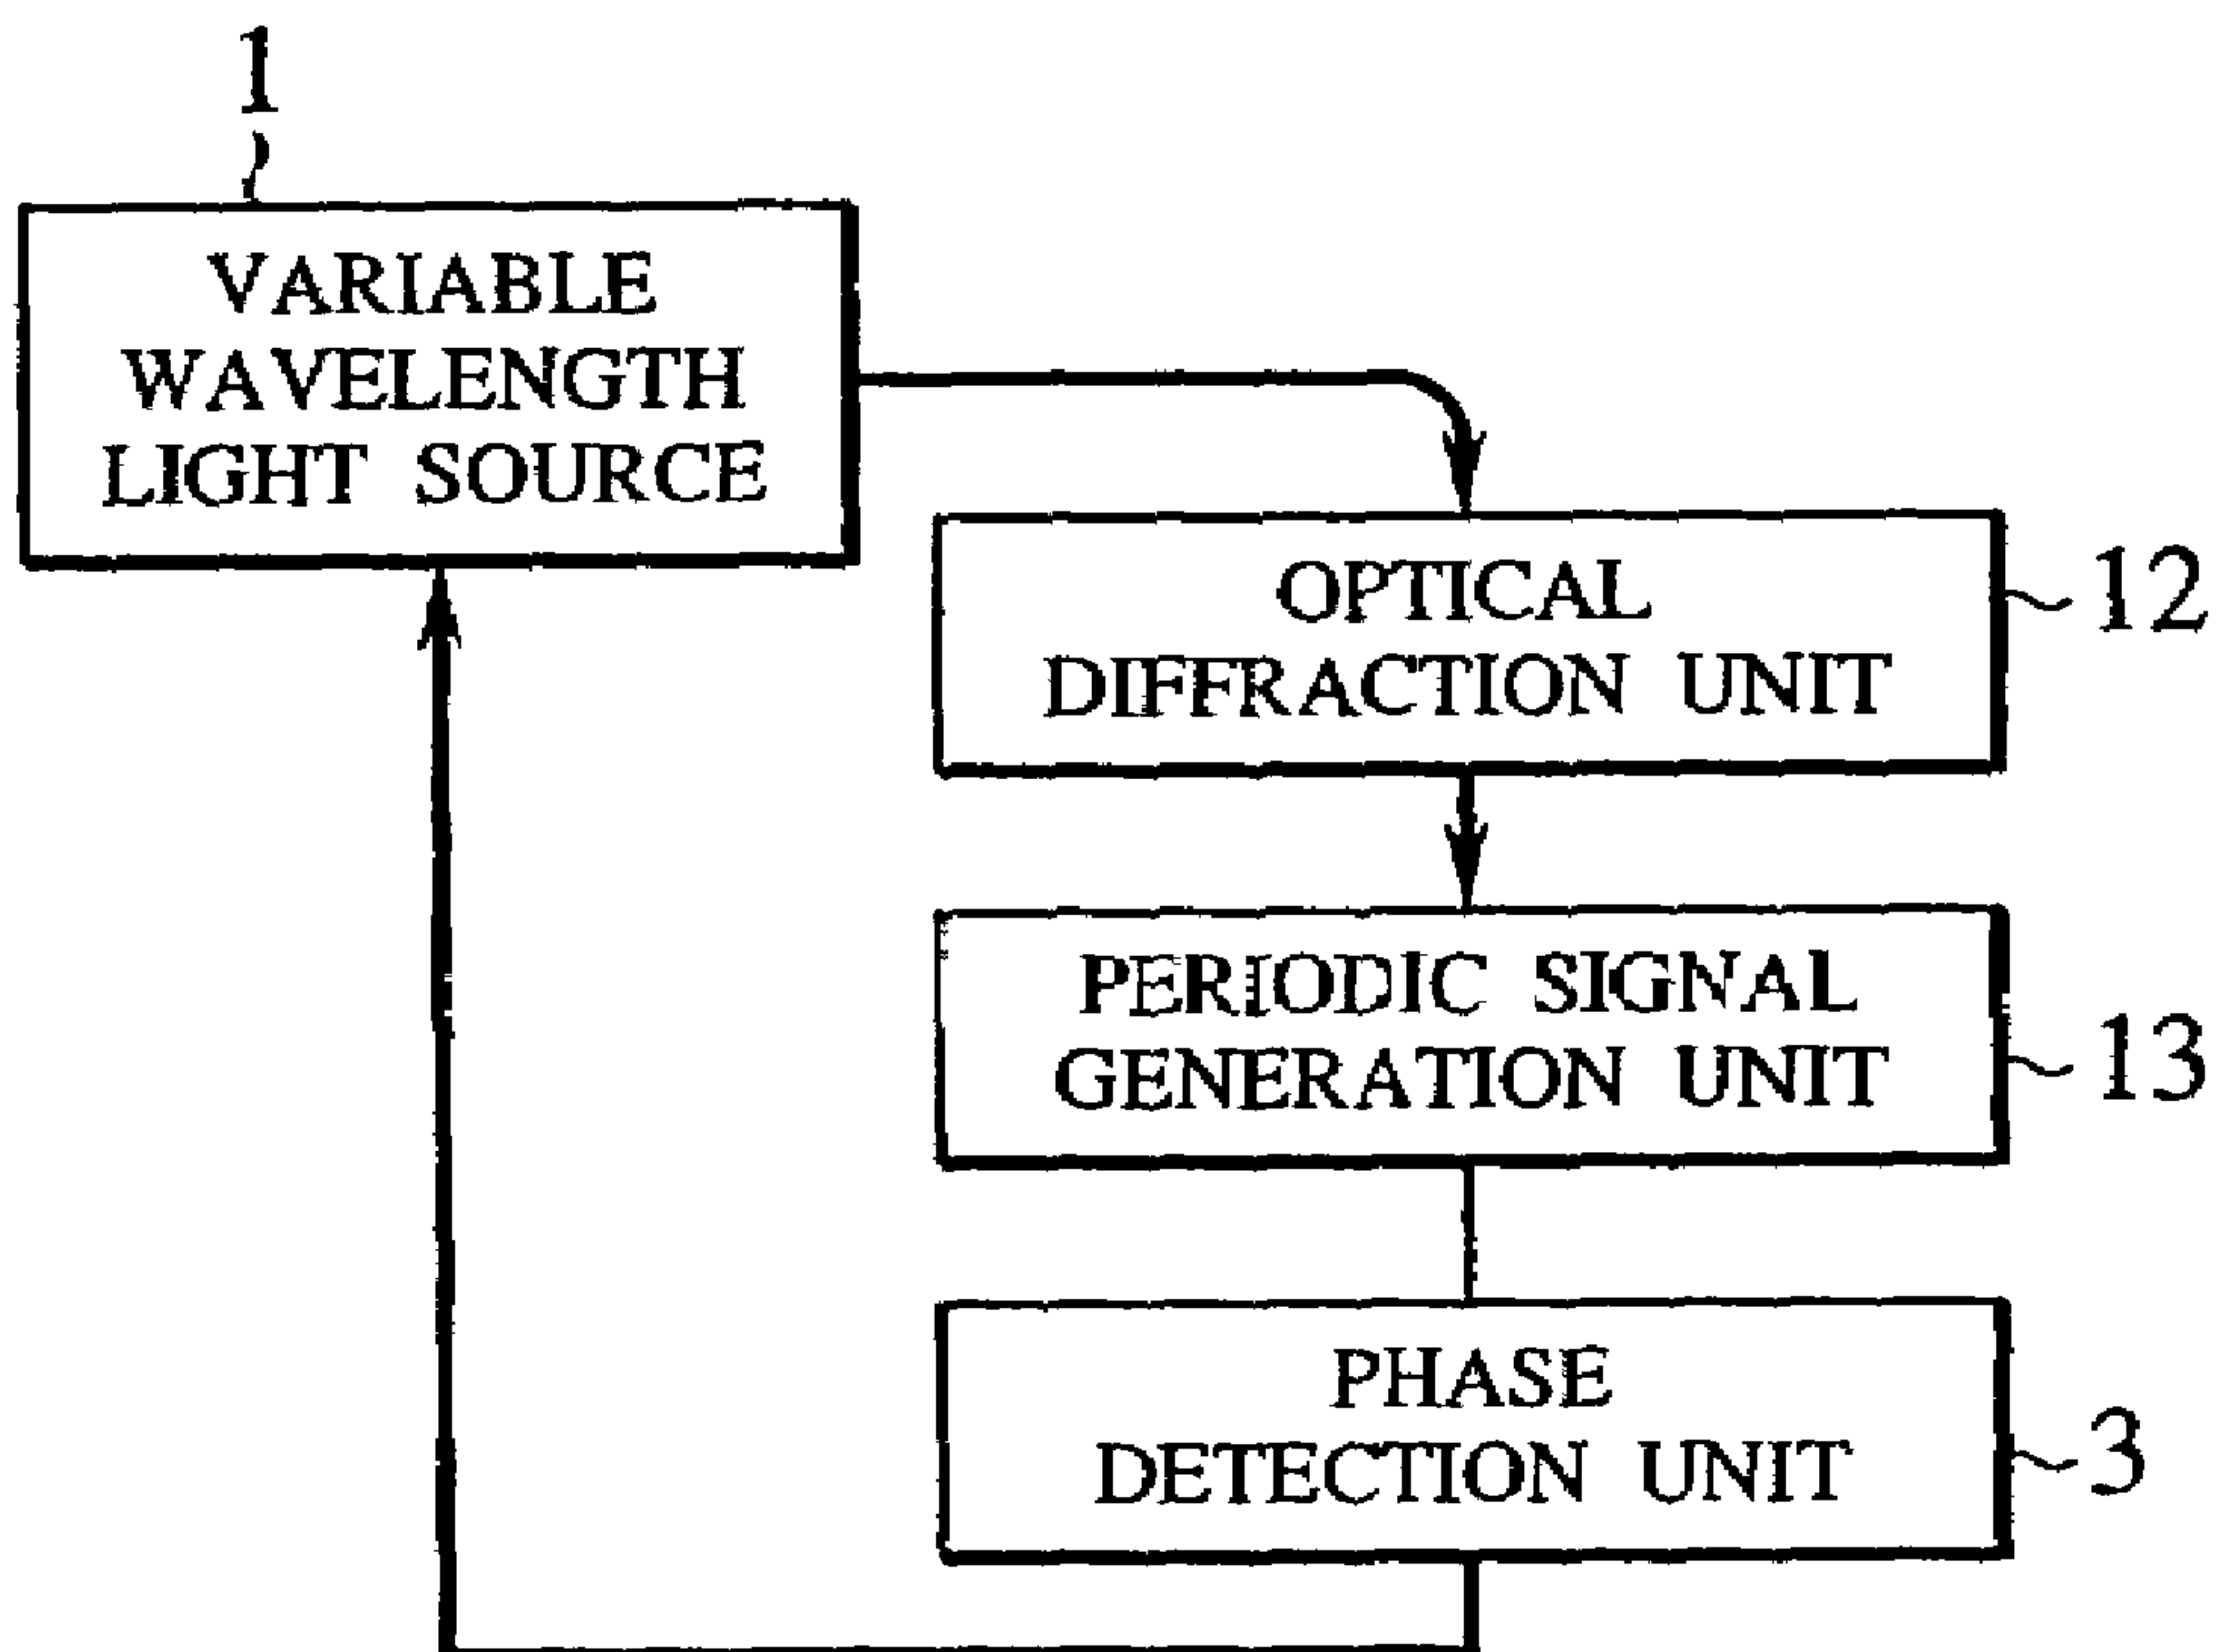 1
VARIABLE
WAVELENGTH
LIGHT SOURCE
OPTICAL
DIFFRACTION UNIT
12
PERIODIC SIGNAL
GENERATION UNIT
13
PHASE
DETECTION UNIT
3